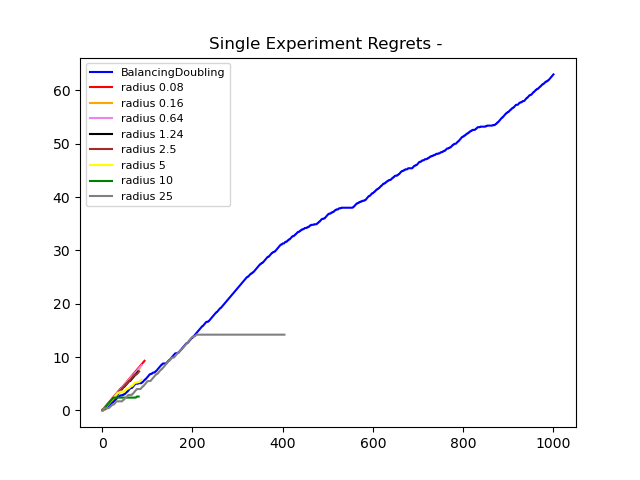 Single Experiment Regrets -
BalancingDoubling
radius 0.08
radius 0.16
radius 0.64
radius 1.24
radius 2.5
radius 5
radius 10
radius 25
60
50
40
30
20
10
0
0 200 400 600 800 1000